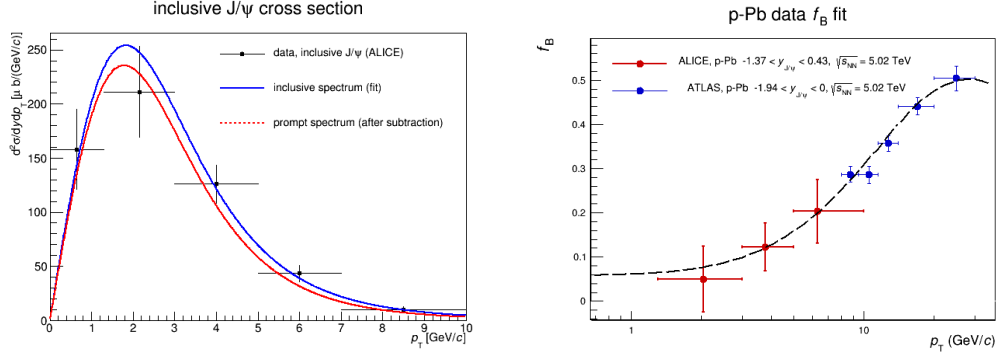 inclusive J/ψ cross section
d²σ/dydp_T [μ b/(GeV/c)]
250
200
150
100
50
0
data, inclusive J/ψ (ALICE)
inclusive spectrum (fit)
prompt spectrum (after subtraction)
0 1 2 3 4 5 6 7 8 9 10
p_T [GeV/c]
p-Pb data f_B fit
f_B
0.5
0.4
0.3
0.2
0.1
0
ALICE, p-Pb -1.37 < y_J/ψ < 0.43, √s_NN = 5.02 TeV
ATLAS, p-Pb -1.94 < y_J/ψ < 0, √s_NN = 5.02 TeV
1 10
p_T (GeV/c)